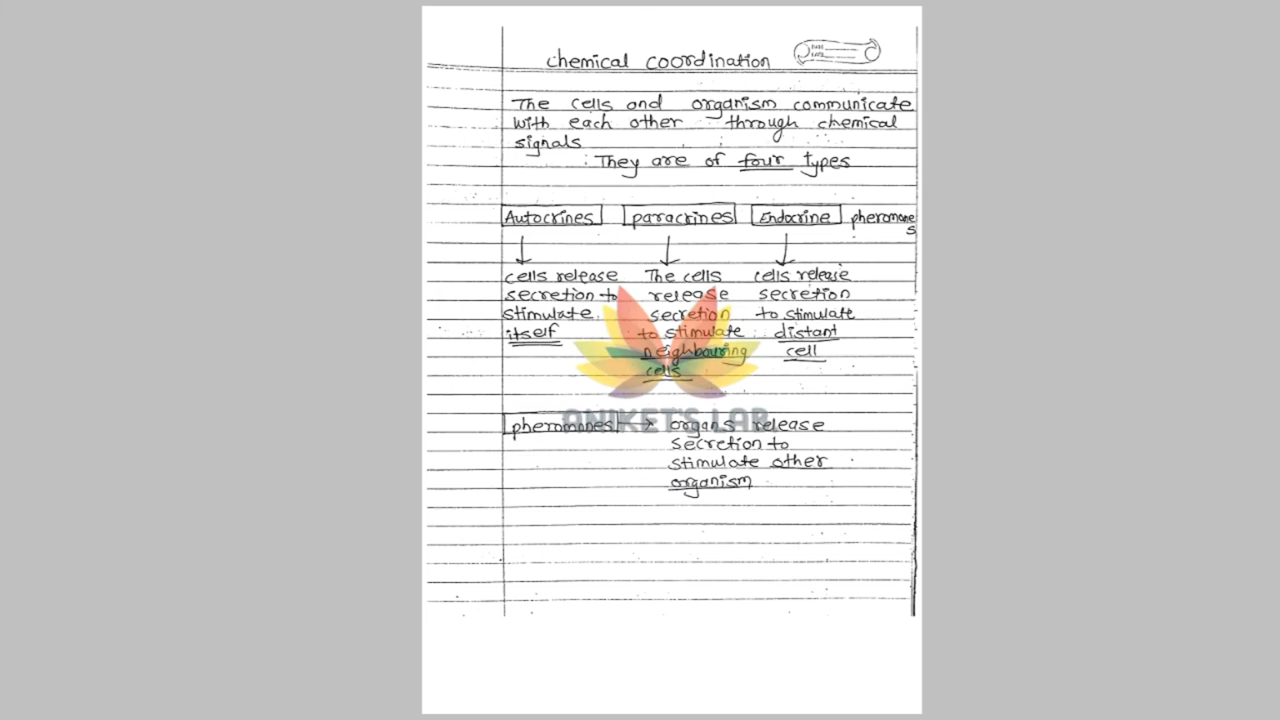 chemical coordination
The cells and organism communicate
with each other through chemical
signals
They are of four types
Autocrines paracrines Endocrine pheromones
cells release The cells cells release
secretion to release secretion
stimulate secretion to stimulate
itself to stimulate distant
neighbouring cell
cells
ANIKET'S LAB
pheromones → organs release
secretion to
stimulate other
organism